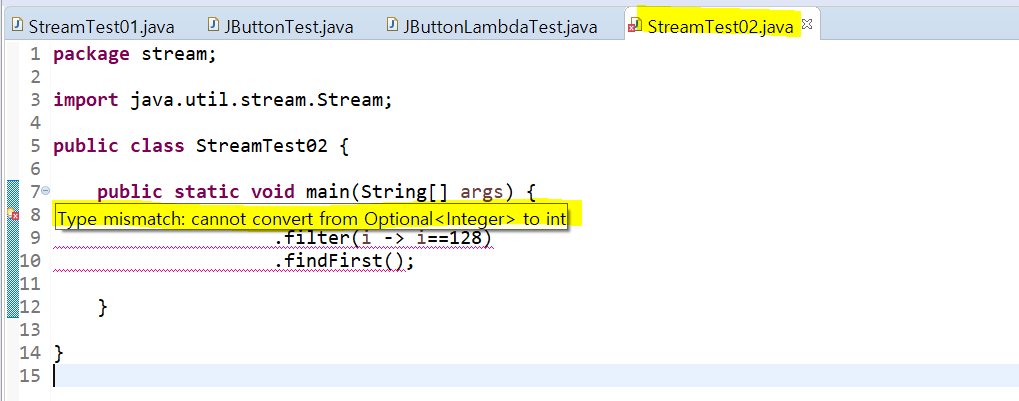 StreamTest01.java JButtonTest.java JButtonLambdaTest.java StreamTest02.java
1 package stream;
2
3 import java.util.stream.Stream;
4
5 public class StreamTest02 {
6
7 public static void main(String[] args) {
8 Type mismatch: cannot convert from Optional<Integer> to int
9 .filter(i -> i==128)
10 .findFirst();
11
12 }
13
14 }
15